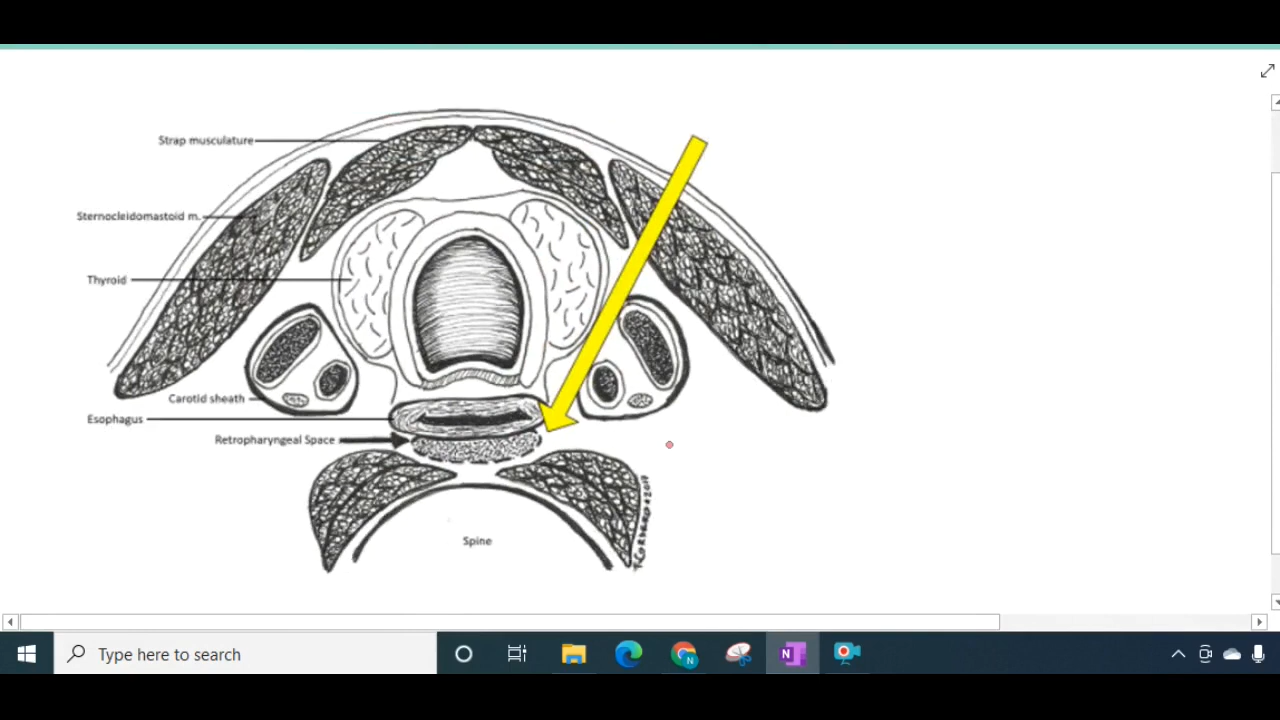 Strap musculature
Sternocleidomastoid m.
Thyroid
Carotid sheath
Esophagus
Retropharyngeal Space
Spine
Type here to search
N
N